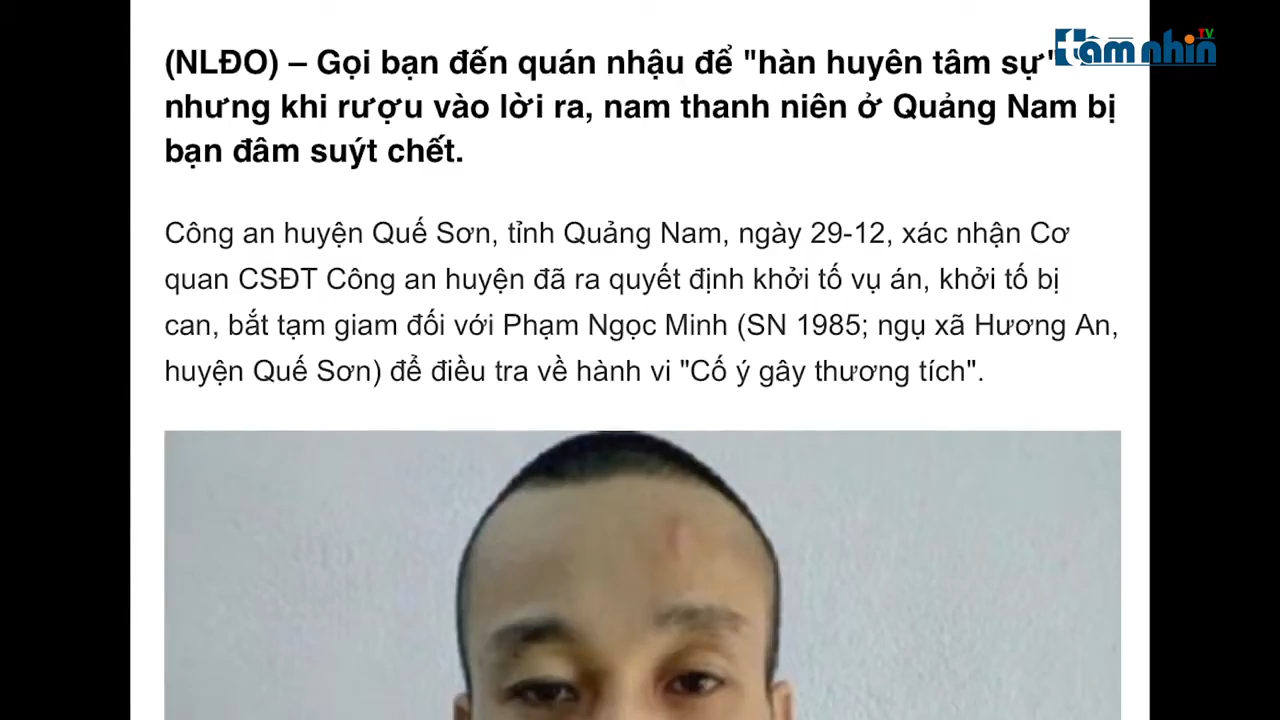 (NLĐO) – Gọi bạn đến quán nhậu để "hàn huyên tâm sự"
nhưng khi rượu vào lời ra, nam thanh niên ở Quảng Nam bị
bạn đâm suýt chết.
Công an huyện Quế Sơn, tỉnh Quảng Nam, ngày 29-12, xác nhận Cơ
quan CSĐT Công an huyện đã ra quyết định khởi tố vụ án, khởi tố bị
can, bắt tạm giam đối với Phạm Ngọc Minh (SN 1985; ngụ xã Hương An,
huyện Quế Sơn) để điều tra về hành vi "Cố ý gây thương tích".
tầm nhìn TV